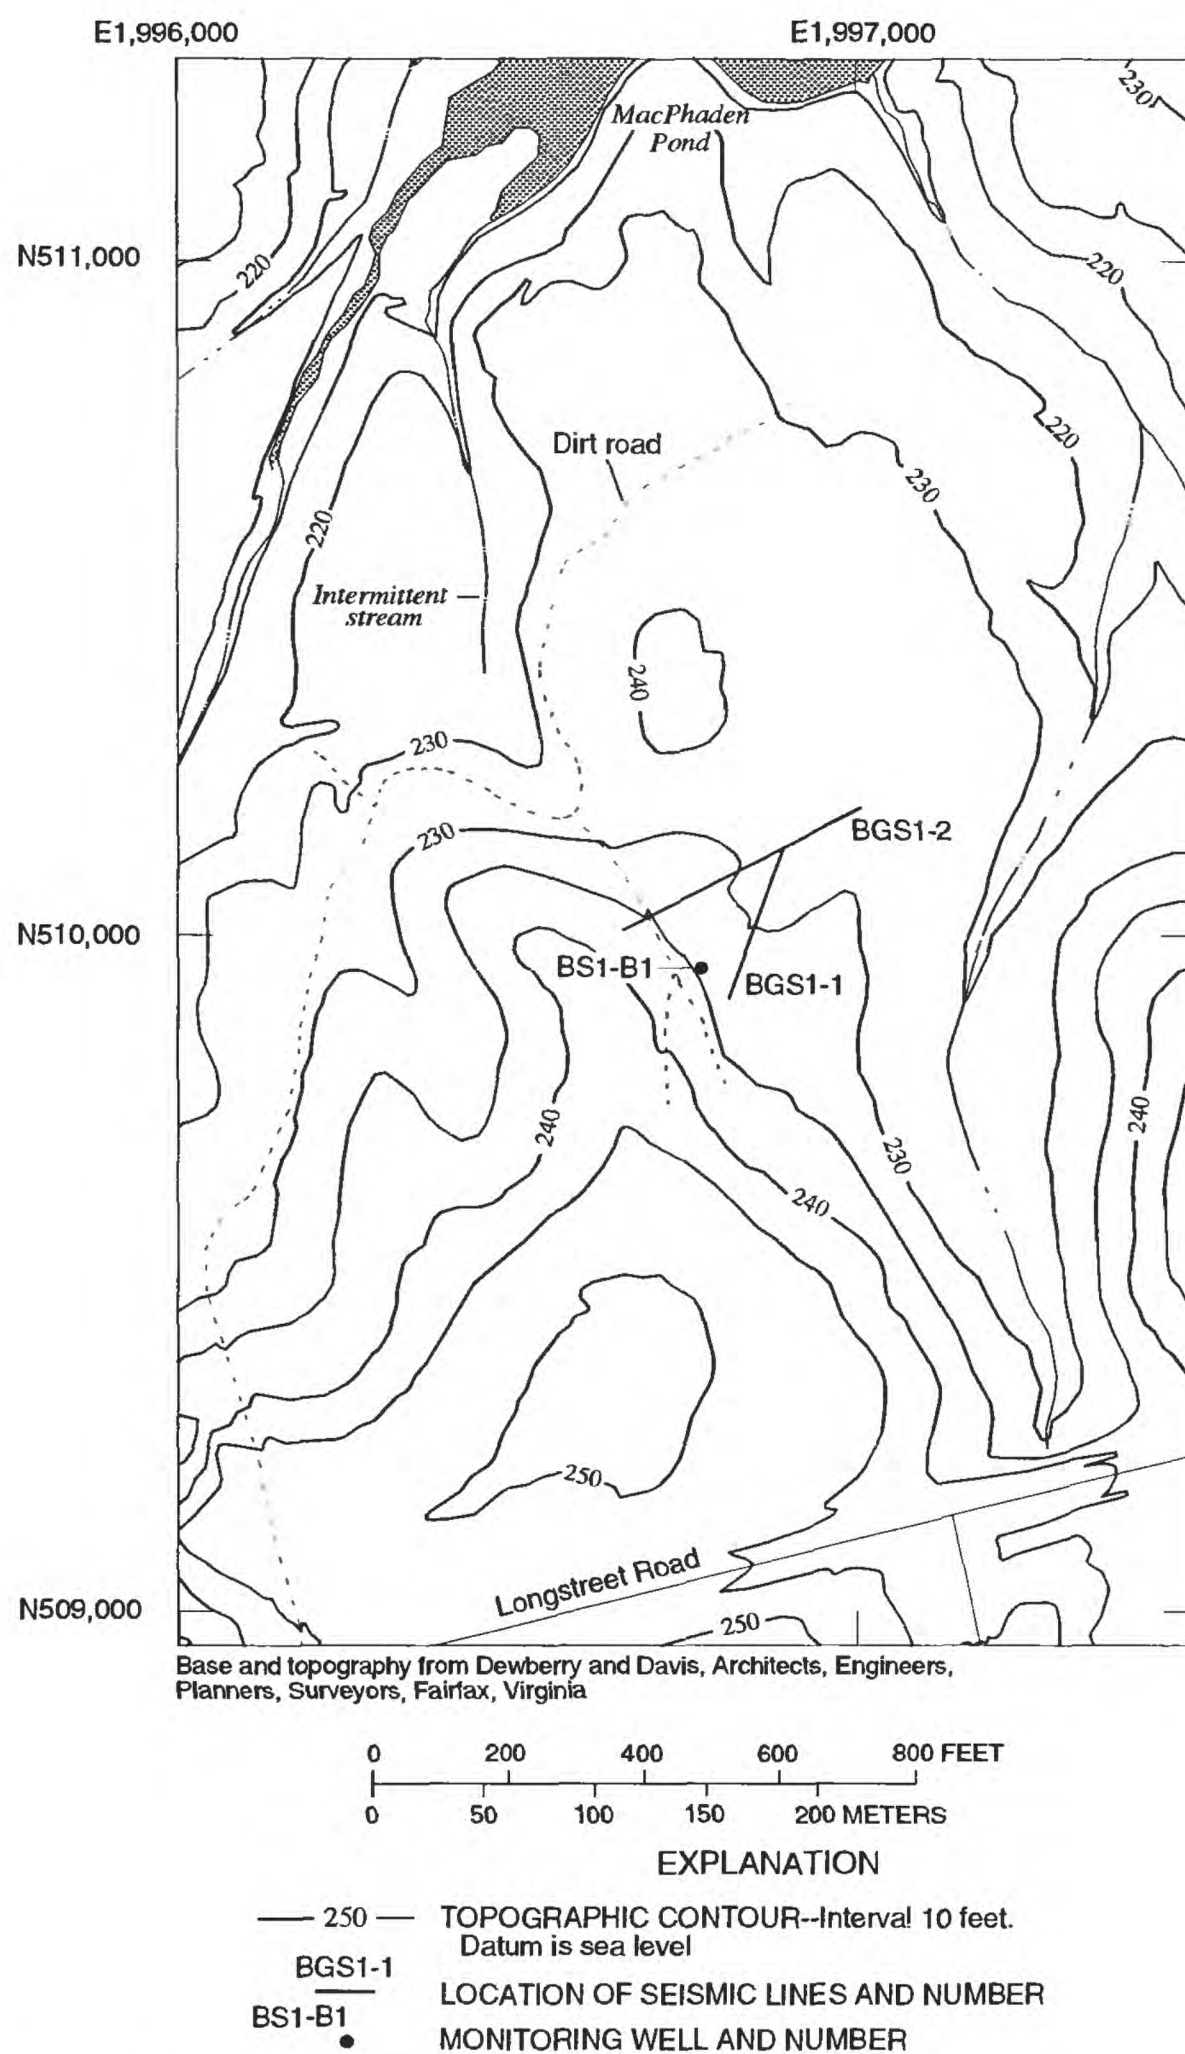 E1,996,000
E1,997,000
230
MacPhaden
Pond
N511,000
220
220
Dirt road
220
230
220
Intermittent
stream
240
230
230
BGS1-2
N510,000
BS1-B1
BGS1-1
240
240
230
240
250
Longstreet Road
N509,000
250
Base and topography from Dewberry and Davis, Architects, Engineers,
Planners, Surveyors, Fairfax, Virginia
0 200 400 600 800 FEET
0 50 100 150 200 METERS
EXPLANATION
250 TOPOGRAPHIC CONTOUR--Interval 10 feet.
Datum is sea level
BGS1-1
LOCATION OF SEISMIC LINES AND NUMBER
BS1-B1
MONITORING WELL AND NUMBER